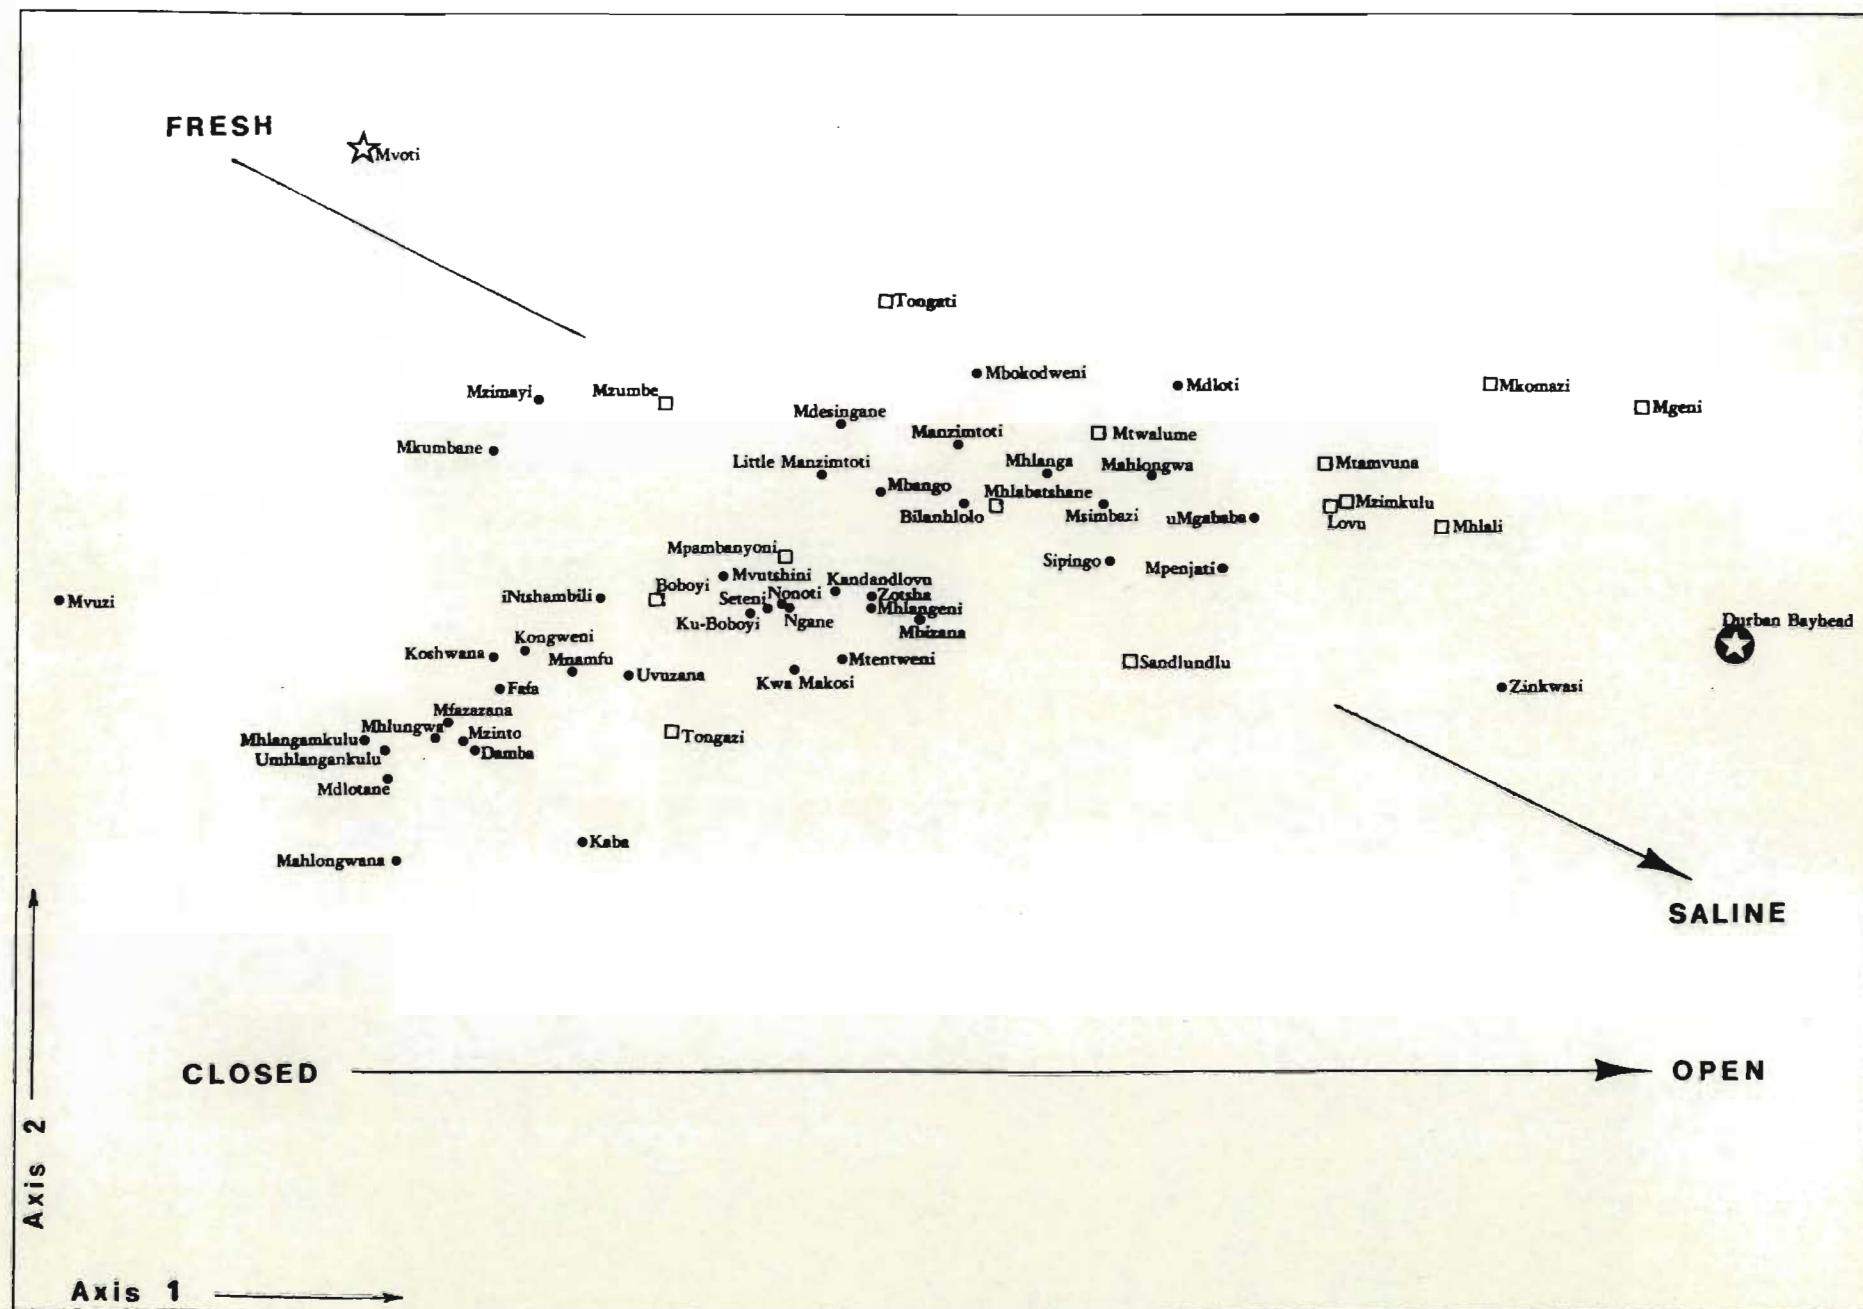 FRESH
Mvoti
Tongati
Mbokodweni
Mdloti
Mkomazi
Mzimayi
Mzumbe
Mgeni
Mdesingane
Manzimtoti
Mtwalume
Mkumbane
Little Manzimtoti
Mhlanga
Mahlongwa
Mtamvuna
Mbango
Mhlabatshane
Bilanhlolo
Msimbazi
uMgababa
Mzimkulu
Lovu
Mhlali
Mpambanyoni
Sipingo
Mpenjati
Mvutshini
Boboyi
Kandandlovu
Mvuzi
iNtshambili
Seteni
Nonoti
Zotsha
Mhlangeni
Ku-Boboyi
Ngane
Mbizana
Durban Bayhead
Kongweni
Koshwana
Mnamfu
Mtentweni
Sandlundlu
Uvuzana
Kwa Makosi
Fafa
Zinkwasi
Mfazazana
Mhlungwa
Mhlangamkulu
Mzinto
Tongazi
Umhlangankulu
Damba
Mdlotane
Kaba
Mahlongwana
SALINE
CLOSED
OPEN
Axis 2
Axis 1